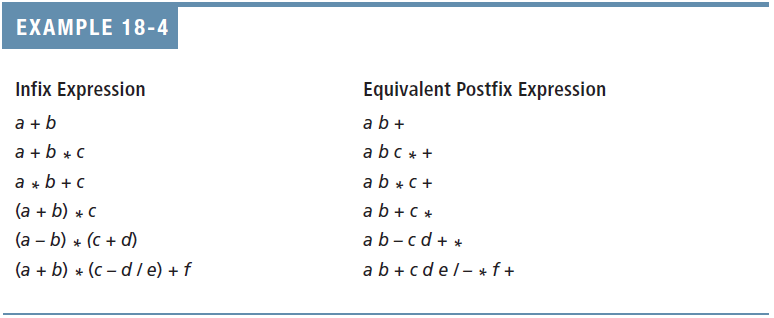 EXAMPLE 18-4
Infix Expression Equivalent Postfix Expression
a + b a b +
a + b * c a b c * +
a * b + c a b * c +
(a + b) * c a b + c *
(a – b) * (c + d) a b – c d + *
(a + b) * (c – d / e) + f a b + c d e / – * f +